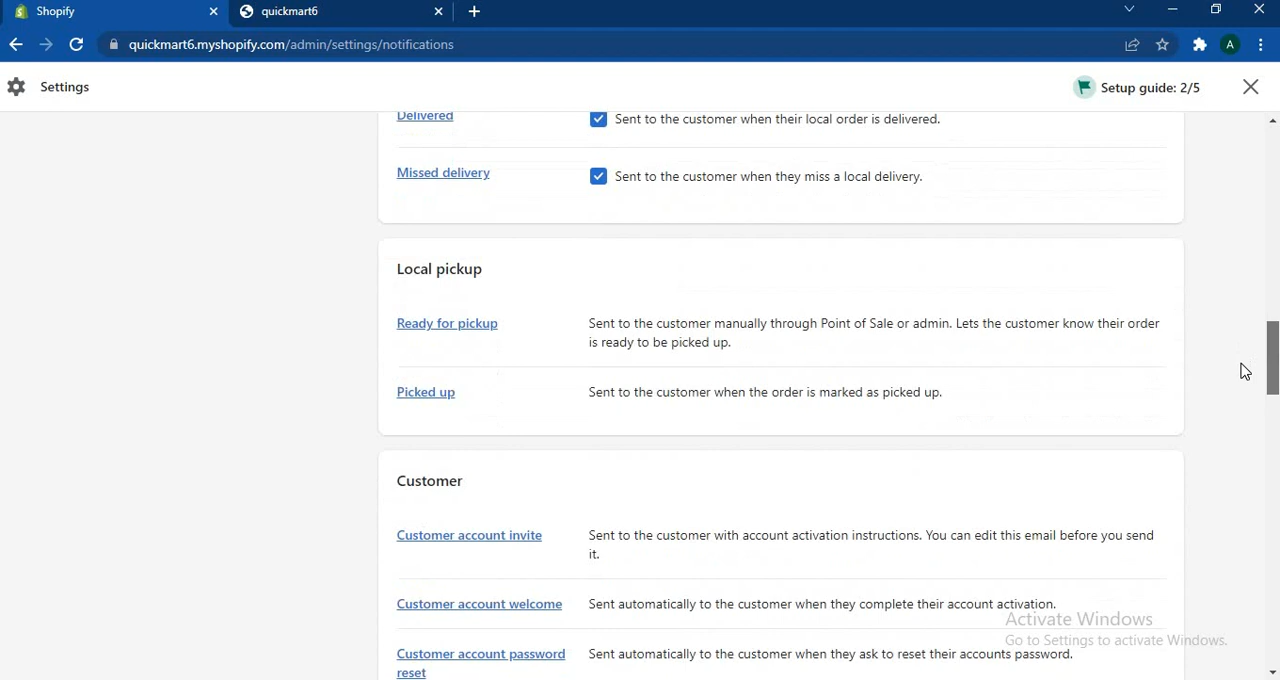 Shopify
quickmart6
quickmart6.myshopify.com/admin/settings/notifications
A
Settings
Setup guide: 2/5
Delivered
Sent to the customer when their local order is delivered.
Missed delivery
Sent to the customer when they miss a local delivery.
Local pickup
Ready for pickup
Sent to the customer manually through Point of Sale or admin. Lets the customer know their order
is ready to be picked up.
Picked up
Sent to the customer when the order is marked as picked up.
Customer
Customer account invite
Sent to the customer with account activation instructions. You can edit this email before you send
it.
Customer account welcome
Sent automatically to the customer when they complete their account activation.
Activate Windows
Go to Settings to activate Windows.
Customer account password
reset
Sent automatically to the customer when they ask to reset their accounts password.